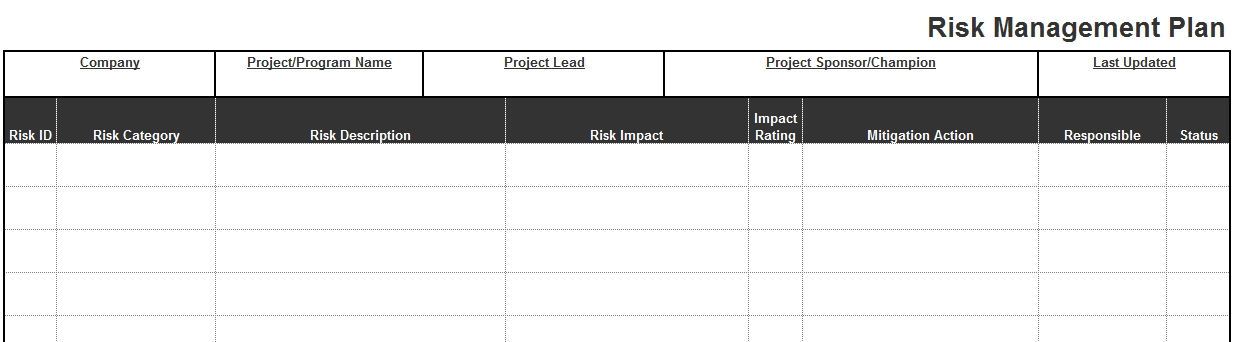 Risk Management Plan
Company Project/Program Name Project Lead Project Sponsor/Champion Last Updated
Risk ID Risk Category Risk Description Risk Impact Impact Rating Mitigation Action Responsible Status